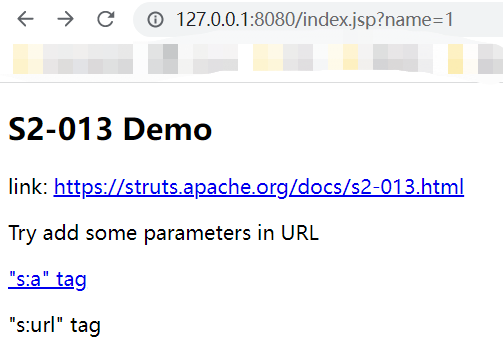 127.0.0.1:8080/index.jsp?name=1
S2-013 Demo
link: https://struts.apache.org/docs/s2-013.html
Try add some parameters in URL
"s:a" tag
"s:url" tag